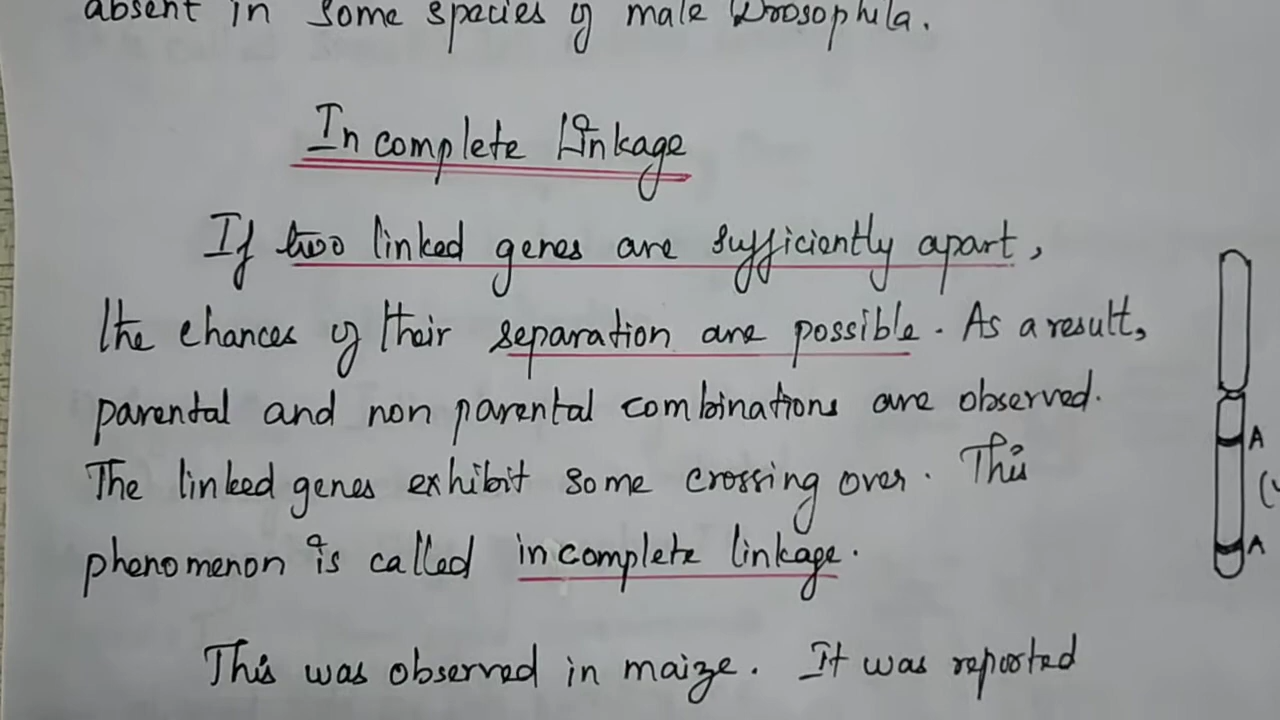 absent in some species of male Drosophila.
Incomplete Linkage
If two linked genes are sufficiently apart,
the chances of their separation are possible. As a result,
parental and non parental combinations are observed.
The linked genes exhibit some crossing over. This
phenomenon is called incomplete linkage.
This was observed in maize. It was reported
A
A